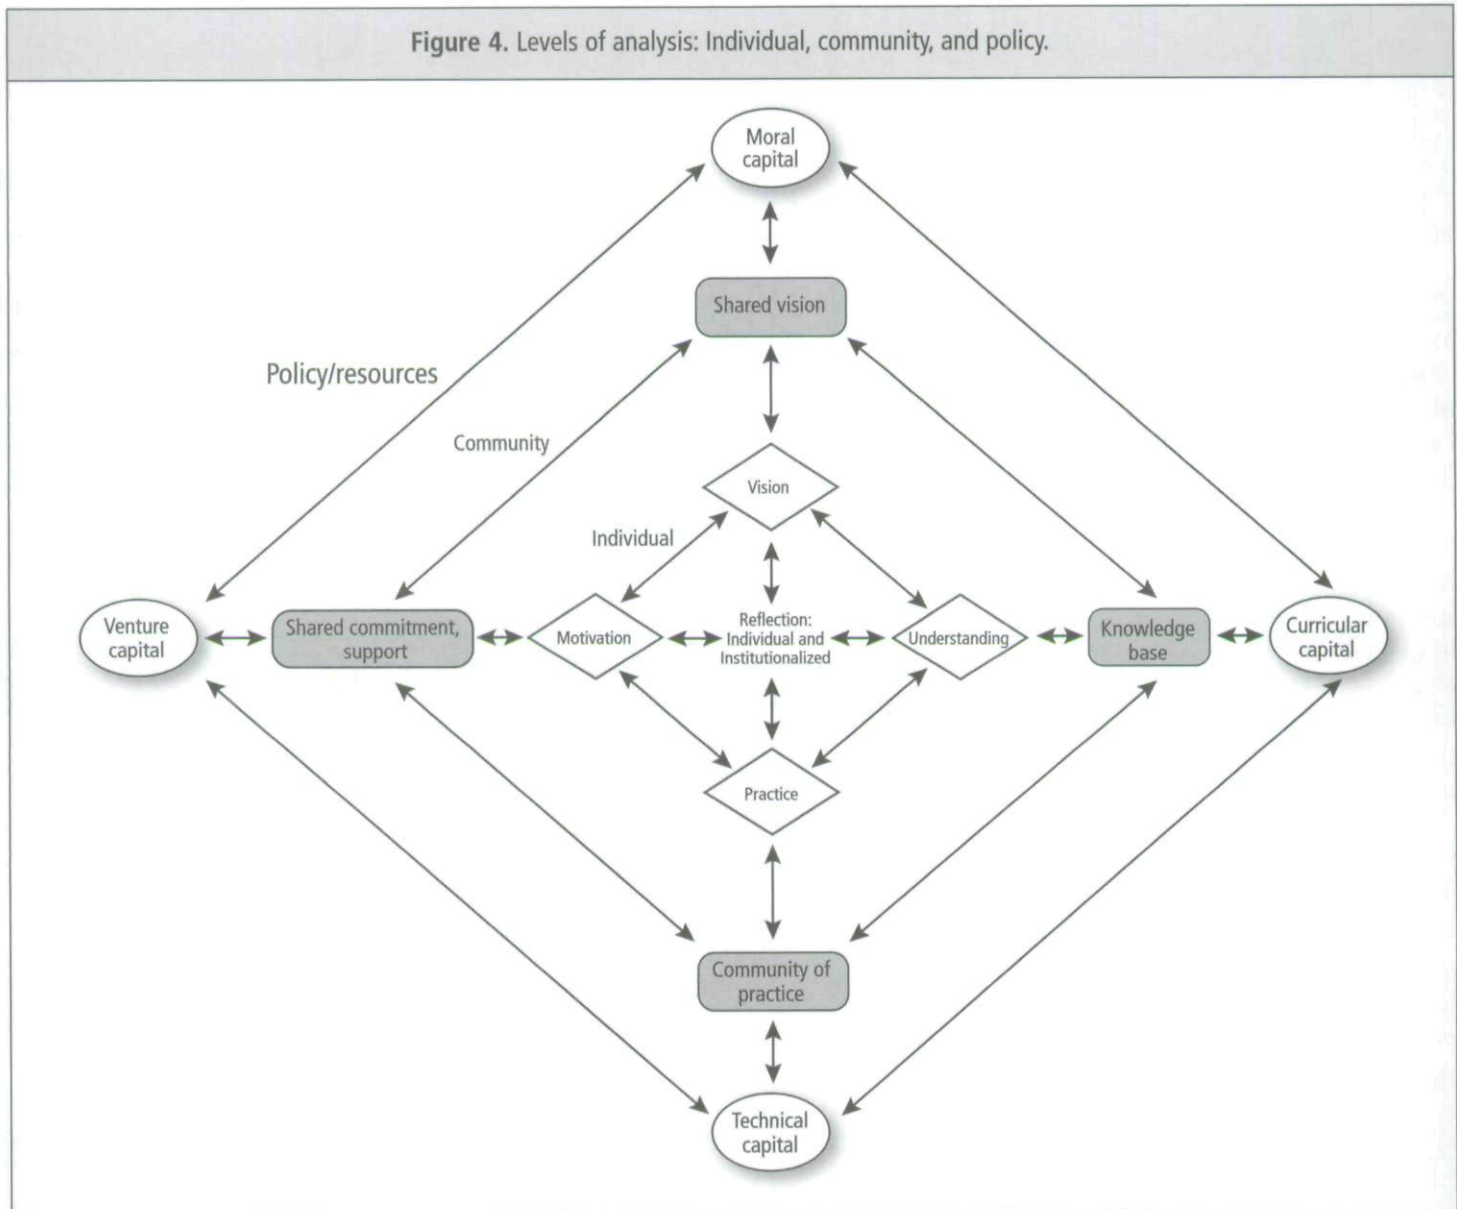 Figure 4. Levels of analysis: Individual, community, and policy.
Moral
capital
Shared vision
Policy/resources
Community
Vision
Individual
Venture
capital
Shared commitment,
support
Motivation
Reflection:
Individual and
Institutionalized
Understanding
Knowledge
base
Curricular
capital
Practice
Community of
practice
Technical
capital